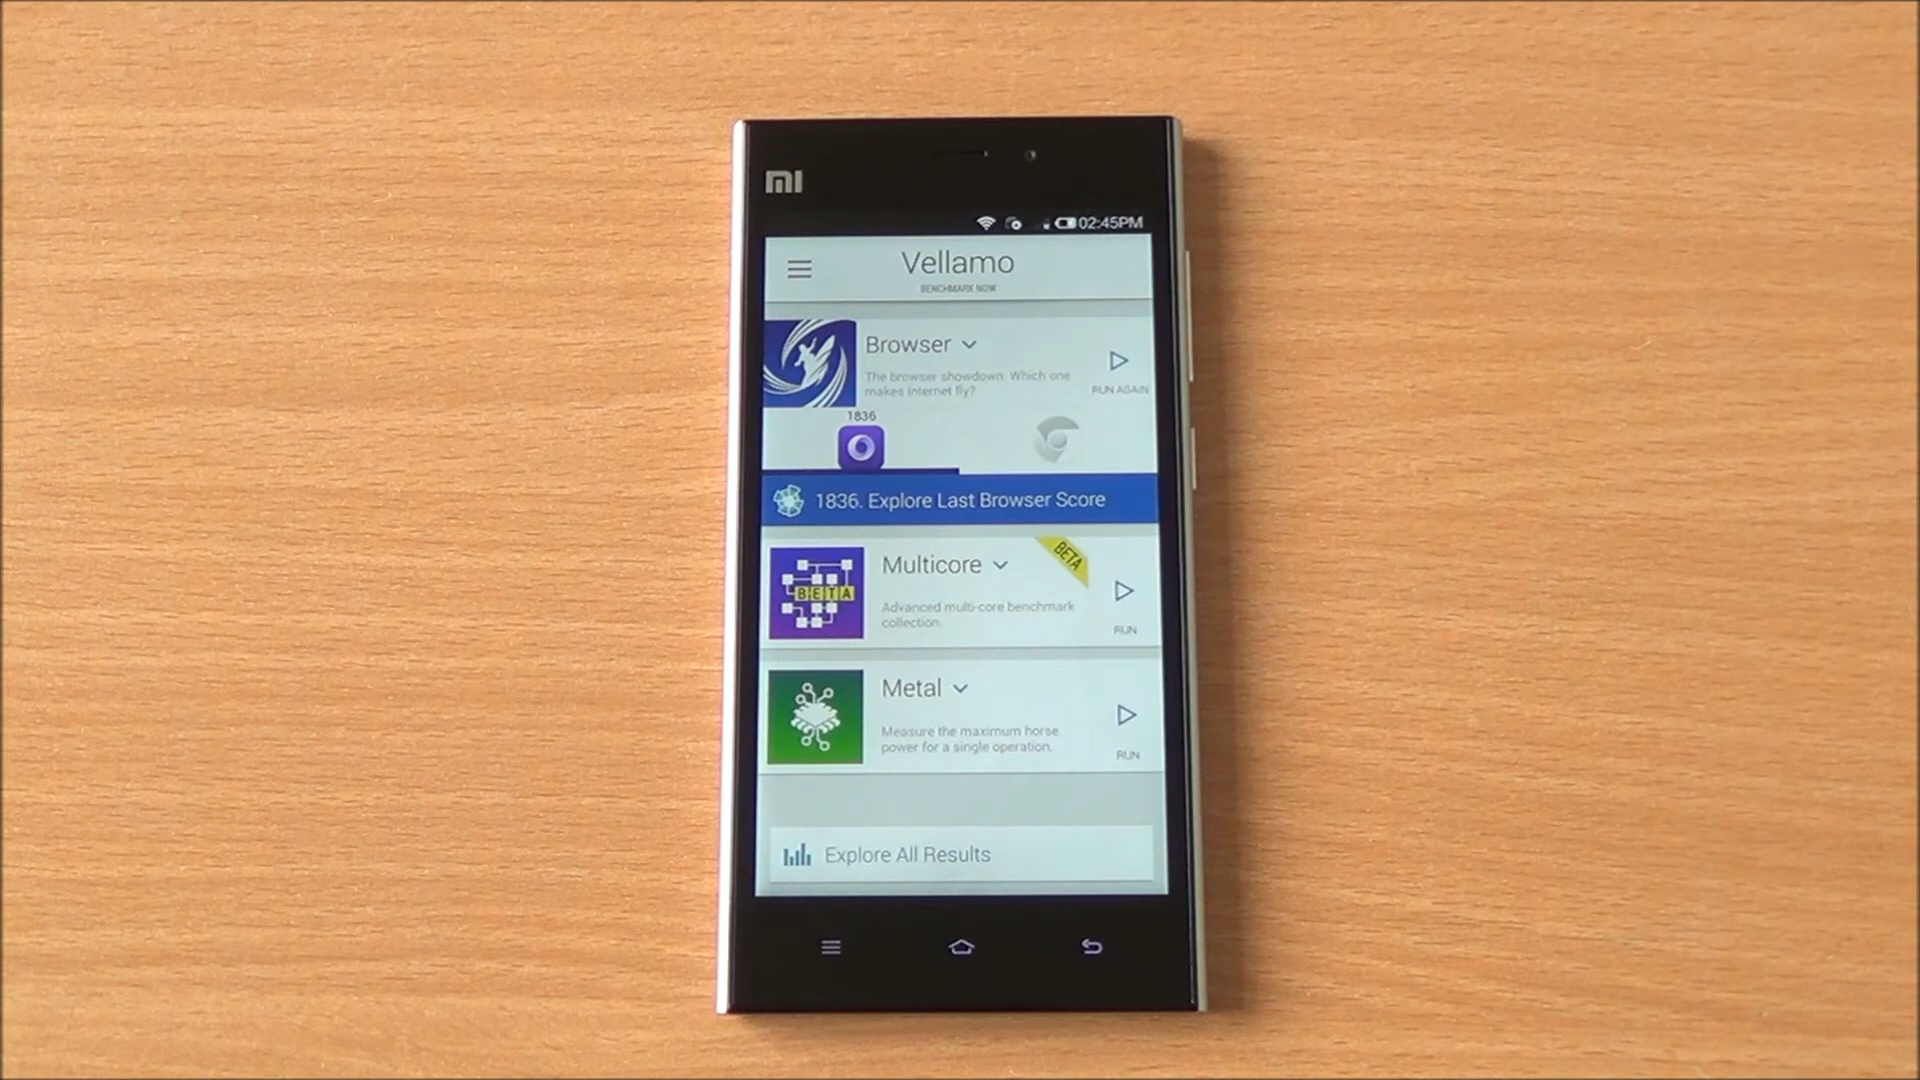 mi
02:45PM
Vellamo
BENCHMARK NOW
Browser
The browser showdown. Which one
makes Internet fly?
RUN AGAIN
1836
1836. Explore Last Browser Score
BETA
Multicore
BETA
Advanced multi-core benchmark
collection.
RUN
Metal
Measure the maximum horse
power for a single operation.
RUN
Explore All Results